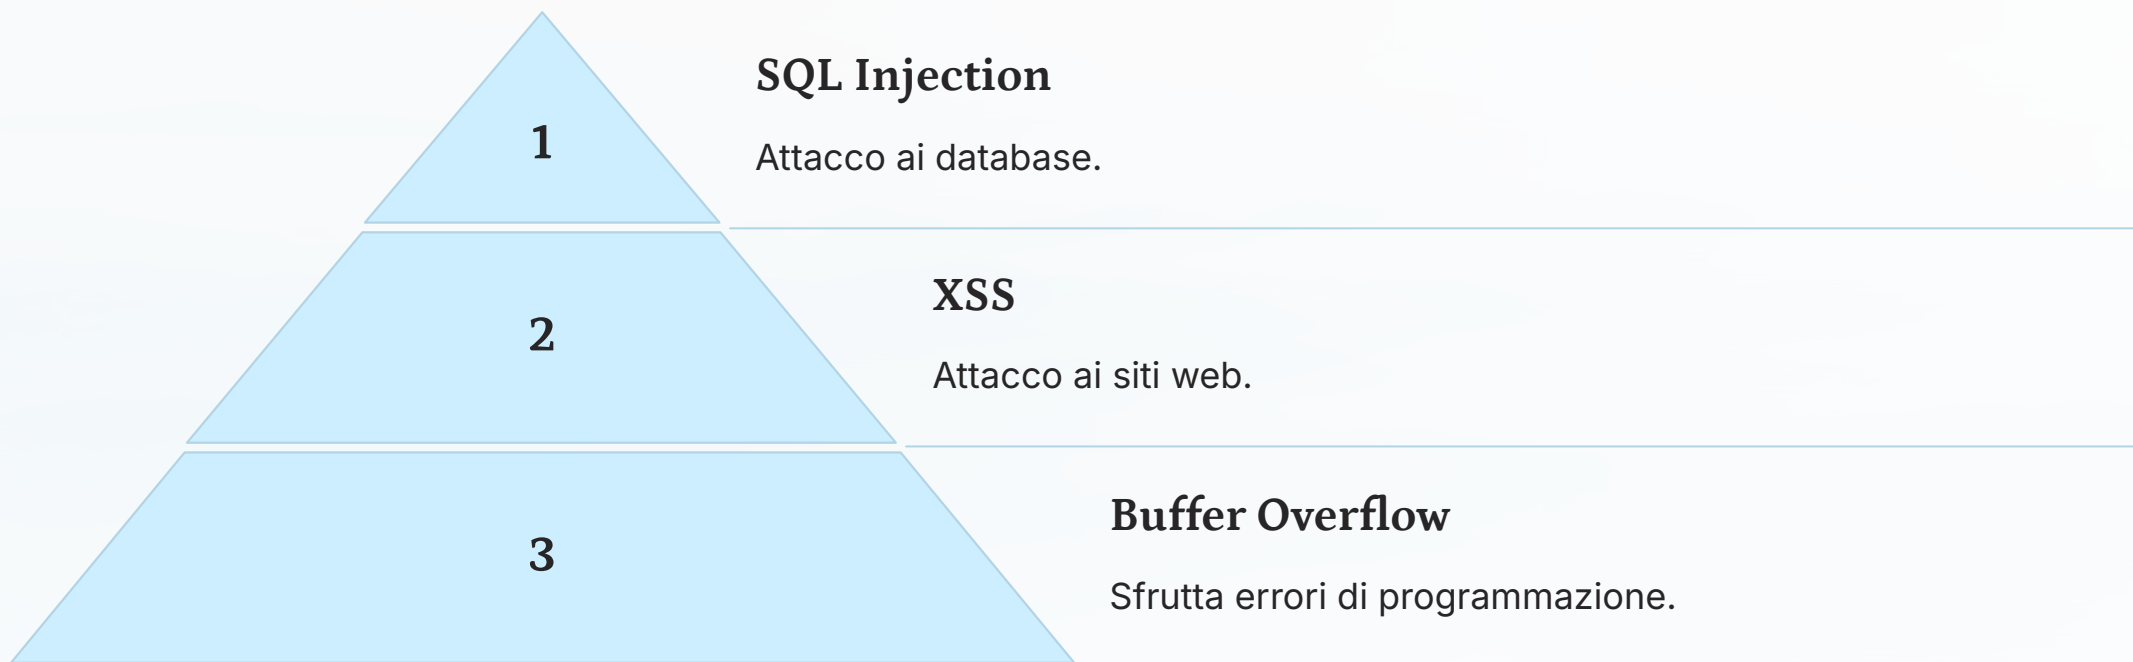 1
SQL Injection
Attacco ai database.
2
XSS
Attacco ai siti web.
3
Buffer Overflow
Sfrutta errori di programmazione.